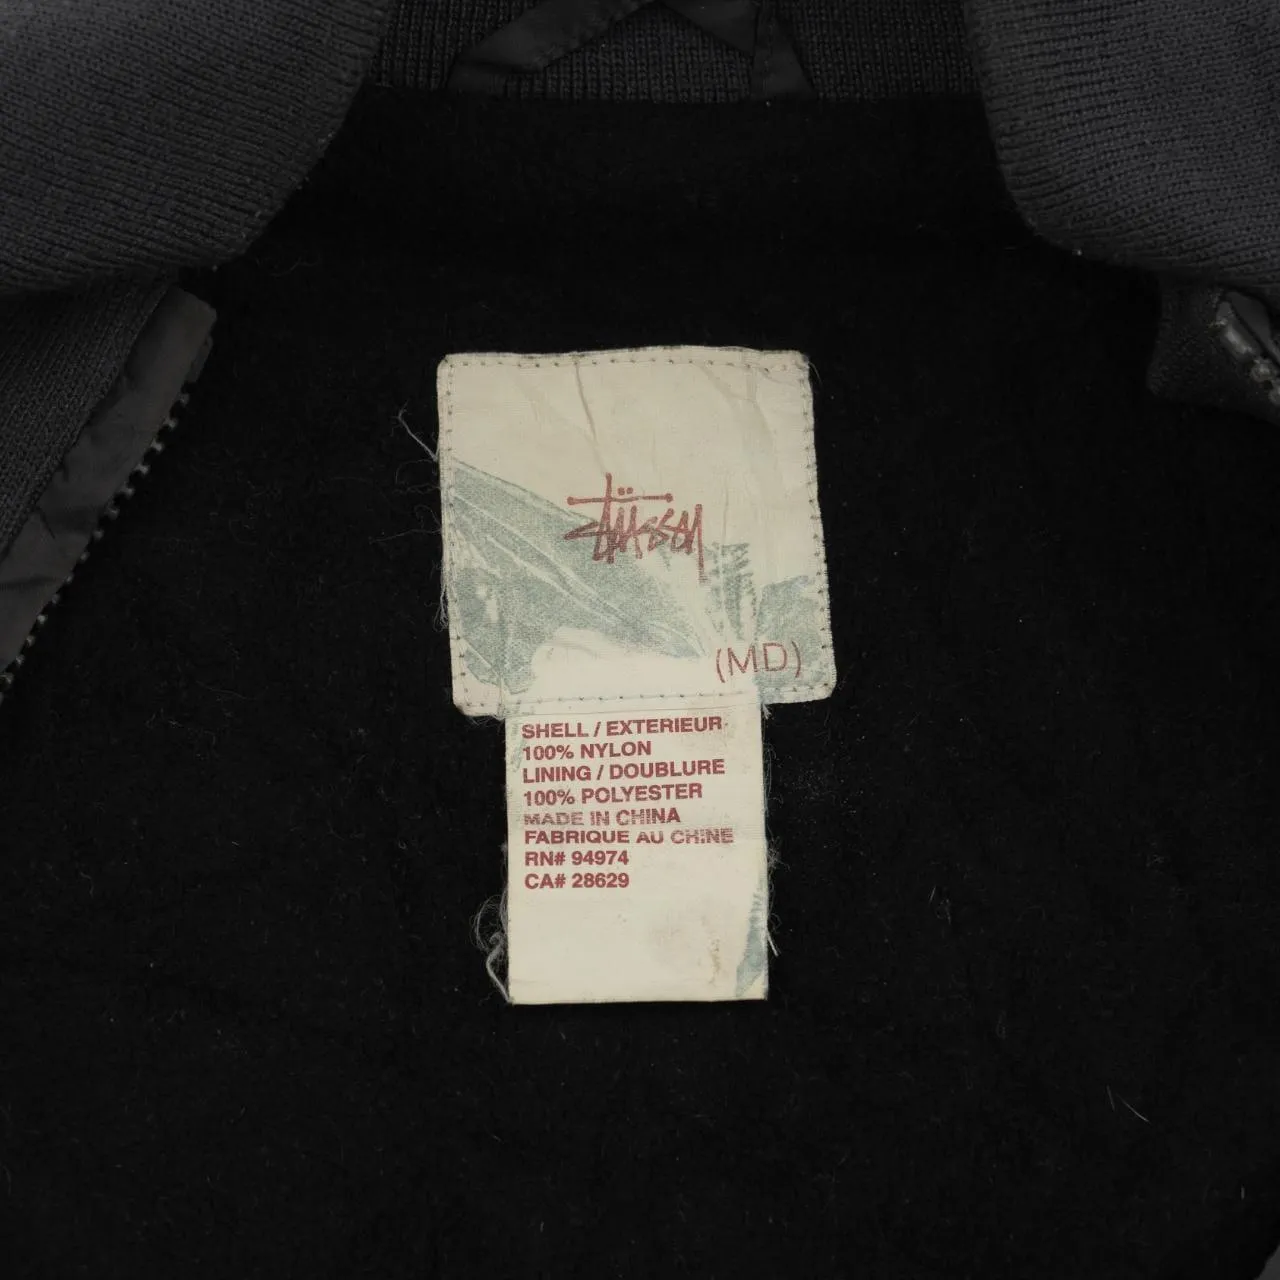 Stüssy
(MD)
SHELL / EXTERIEUR
100% NYLON
LINING / DOUBLURE
100% POLYESTER
MADE IN CHINA
FABRIQUE AU CHINE
RN# 94974
CA# 28629